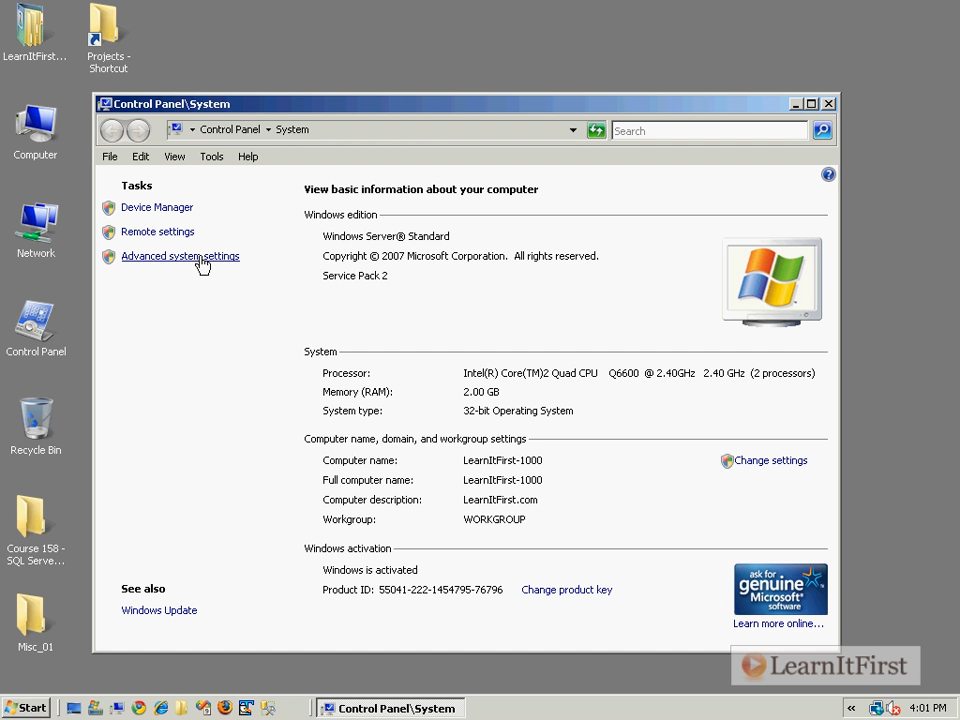 LearnItFirst...
Projects -
Shortcut
Computer
Network
Control Panel
Recycle Bin
Course 158 -
SQL Serve...
Misc_01
Control Panel\System
Control Panel System
Search
File Edit View Tools Help
Tasks
Device Manager
Remote settings
Advanced system settings
See also
Windows Update
View basic information about your computer
Windows edition
Windows Server® Standard
Copyright © 2007 Microsoft Corporation. All rights reserved.
Service Pack 2
System
Processor: Intel(R) Core(TM)2 Quad CPU Q6600 @ 2.40GHz 2.40 GHz (2 processors)
Memory (RAM): 2.00 GB
System type: 32-bit Operating System
Computer name, domain, and workgroup settings
Computer name: LearnItFirst-1000
Change settings
Full computer name: LearnItFirst-1000
Computer description: LearnItFirst.com
Workgroup: WORKGROUP
Windows activation
Windows is activated
Product ID: 55041-222-1454795-76796 Change product key
ask for
genuine
Microsoft®
software
Learn more online...
LearnItFirst
Start
Control Panel\System
4:01 PM